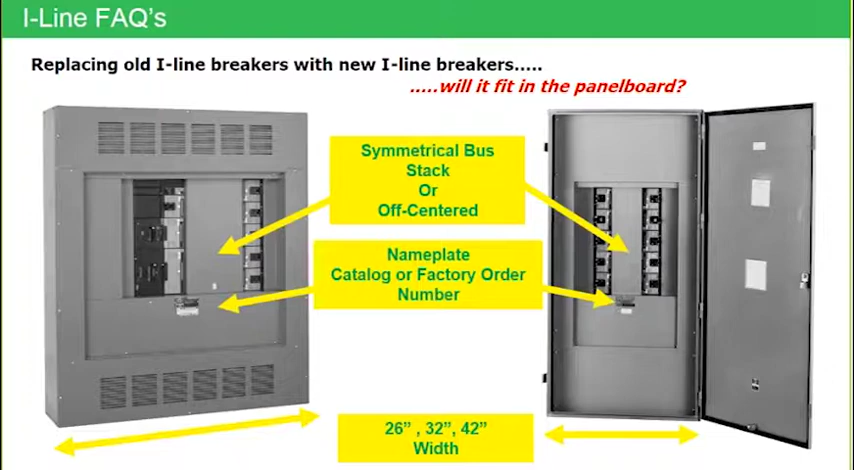 I-Line FAQ's
Replacing old I-line breakers with new I-line breakers.....
.....will it fit in the panelboard?
Symmetrical Bus
Stack
Or
Off-Centered
Nameplate
Catalog or Factory Order
Number
26” , 32”, 42”
Width